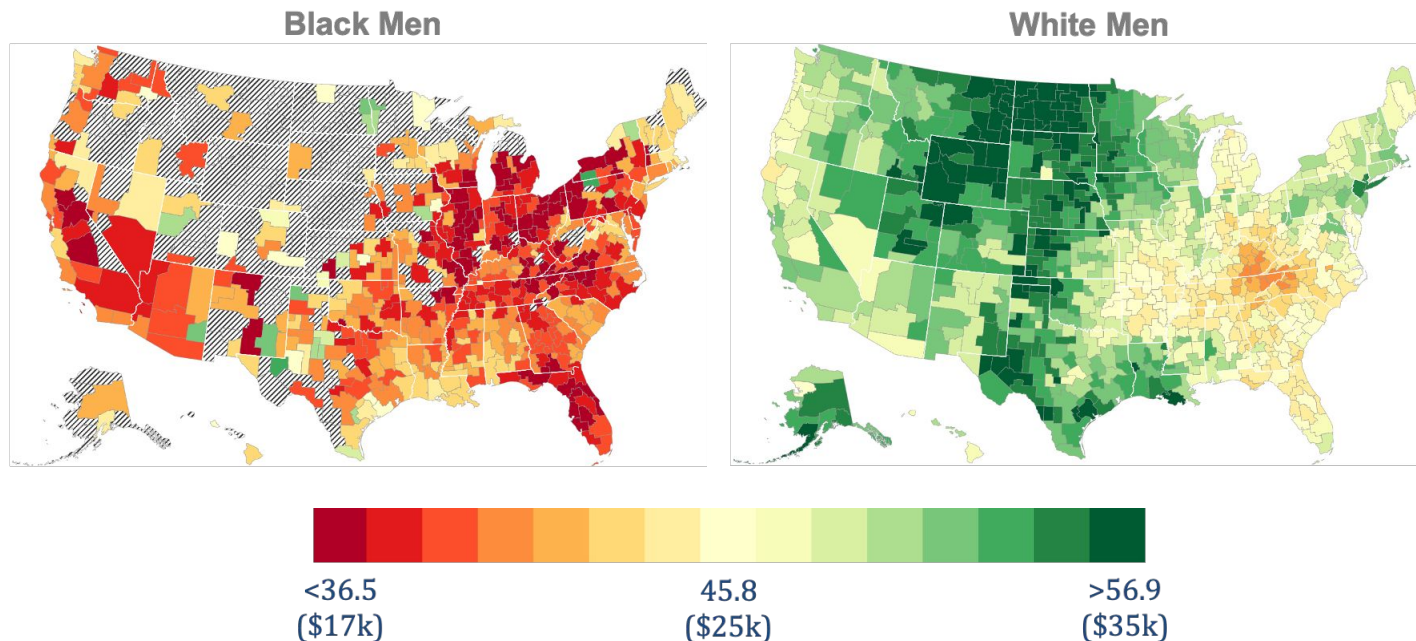 Black Men
White Men
<36.5
45.8
>56.9
($17k)
($25k)
($35k)